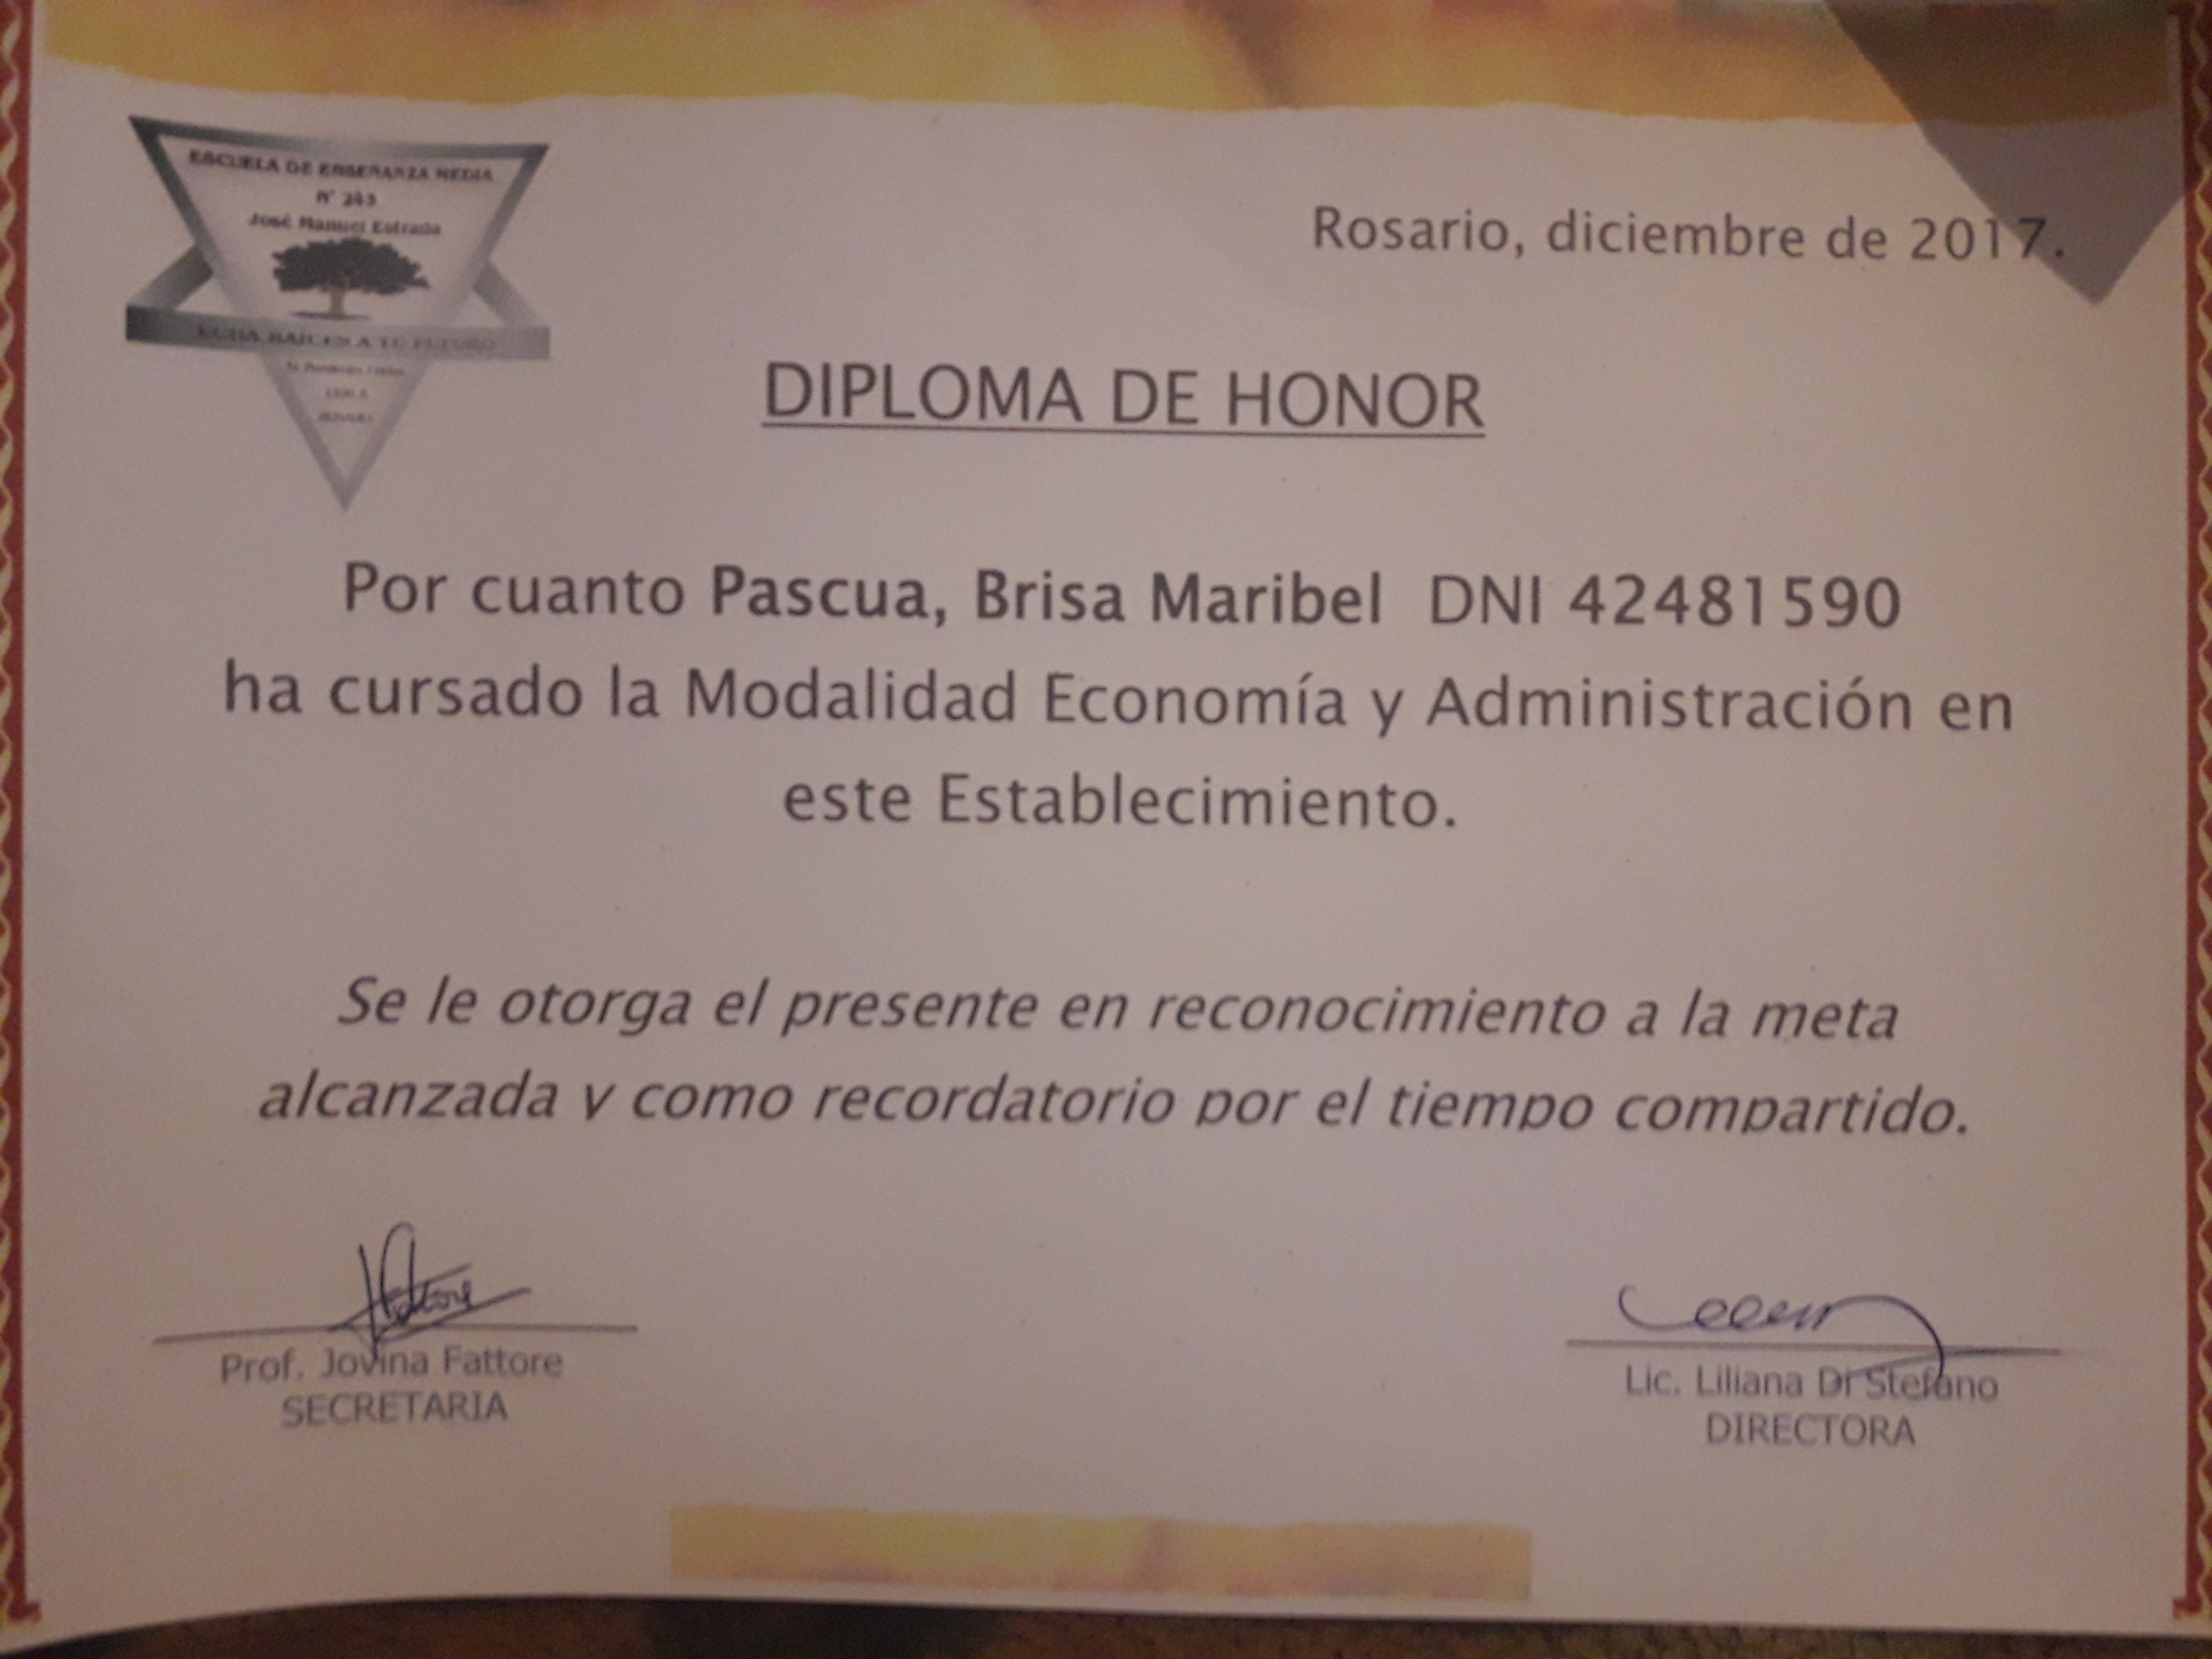 ESCUELA DE ENSEÑANZA MEDIA
N° 263
José Manuel Estrada
Rosario, diciembre de 2017.
DIPLOMA DE HONOR
Por cuanto Pascua, Brisa Maribel DNI 42481590
ha cursado la Modalidad Economía y Administración en
este Establecimiento.
Se le otorga el presente en reconocimiento a la meta
alcanzada y como recordatorio por el tiempo compartido.
Prof. Jovina Fattore
SECRETARIA
Lic. Liliana Di Stefano
DIRECTORA